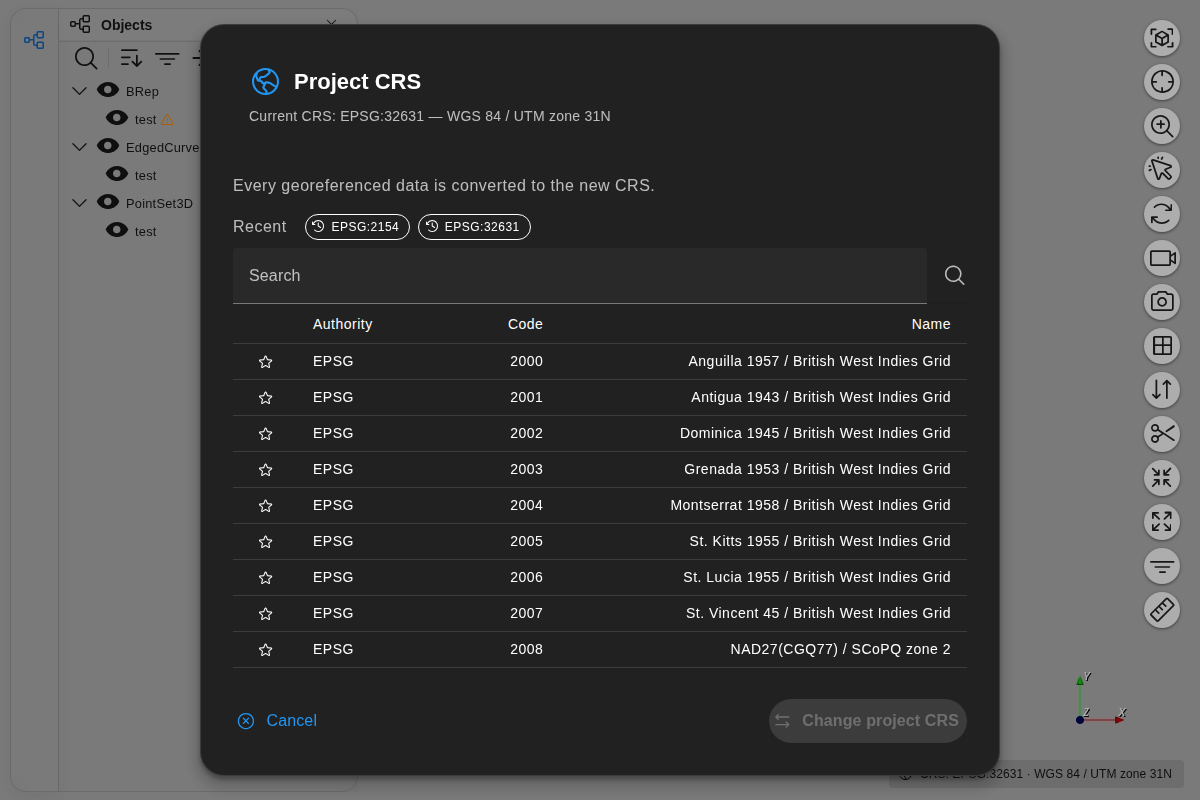 Objects
BRep
test
EdgedCurve
test
PointSet3D
test
Project CRS
Current CRS: EPSG:32631 — WGS 84 / UTM zone 31N
Every georeferenced data is converted to the new CRS.
Recent EPSG:2154 EPSG:32631
Search
Authority Code Name
EPSG 2000 Anguilla 1957 / British West Indies Grid
EPSG 2001 Antigua 1943 / British West Indies Grid
EPSG 2002 Dominica 1945 / British West Indies Grid
EPSG 2003 Grenada 1953 / British West Indies Grid
EPSG 2004 Montserrat 1958 / British West Indies Grid
EPSG 2005 St. Kitts 1955 / British West Indies Grid
EPSG 2006 St. Lucia 1955 / British West Indies Grid
EPSG 2007 St. Vincent 45 / British West Indies Grid
EPSG 2008 NAD27(CGQ77) / SCoPQ zone 2
Cancel Change project CRS
Y
Z X
CRS: EPSG:32631 · WGS 84 / UTM zone 31N